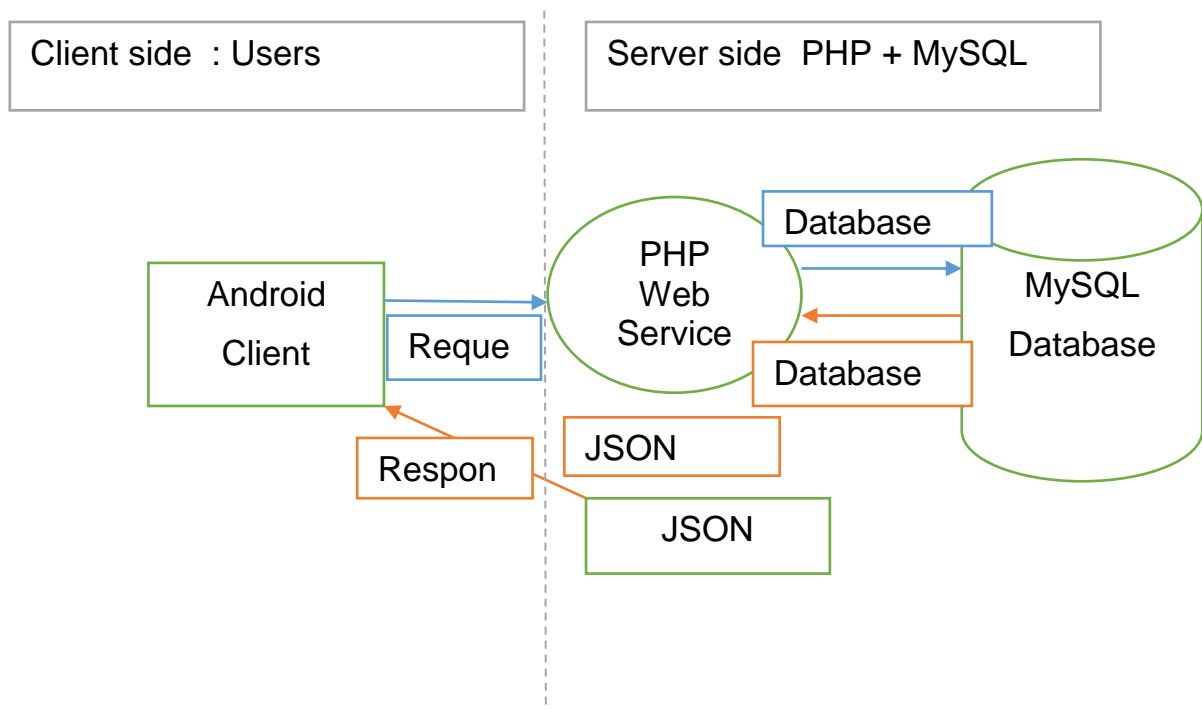 Client side : Users
Server side PHP + MySQL
Database
PHP
Web
Service
MySQL
Database
Android
Client
Reque
Database
Respon
JSON
JSON